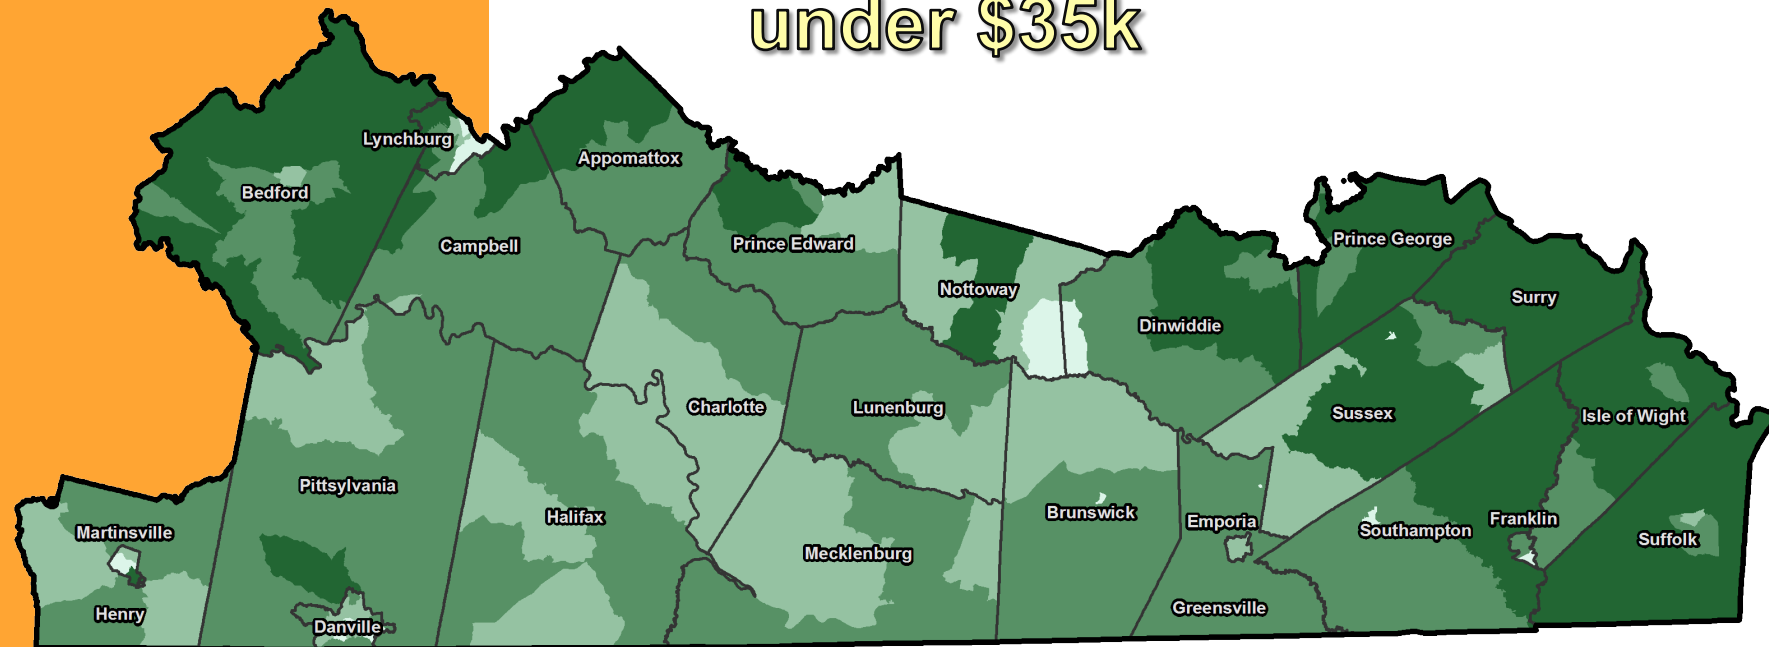 under $35k
Lynchburg
Appomattox
Bedford
Campbell
Prince Edward
Prince George
Nottoway
Surry
Dinwiddie
Charlotte
Lunenburg
Sussex
Isle of Wight
Pittsylvania
Halifax
Brunswick
Emporia
Franklin
Southampton
Martinsville
Suffolk
Mecklenburg
Henry
Greensville
Danville